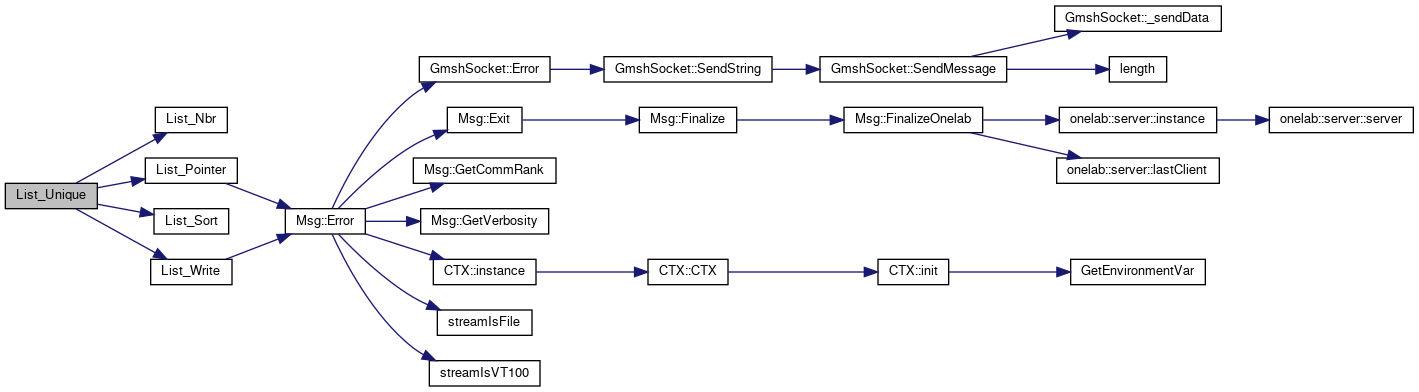 List_Unique
List_Nbr
List_Pointer
List_Sort
List_Write
Msg::Error
GmshSocket::Error
Msg::Exit
Msg::GetCommRank
Msg::GetVerbosity
CTX::instance
streamIsFile
streamIsVT100
GmshSocket::SendString
Msg::Finalize
CTX::CTX
GmshSocket::SendMessage
Msg::FinalizeOnelab
CTX::init
GmshSocket::_sendData
length
onelab::server::instance
onelab::server::lastClient
GetEnvironmentVar
onelab::server::server